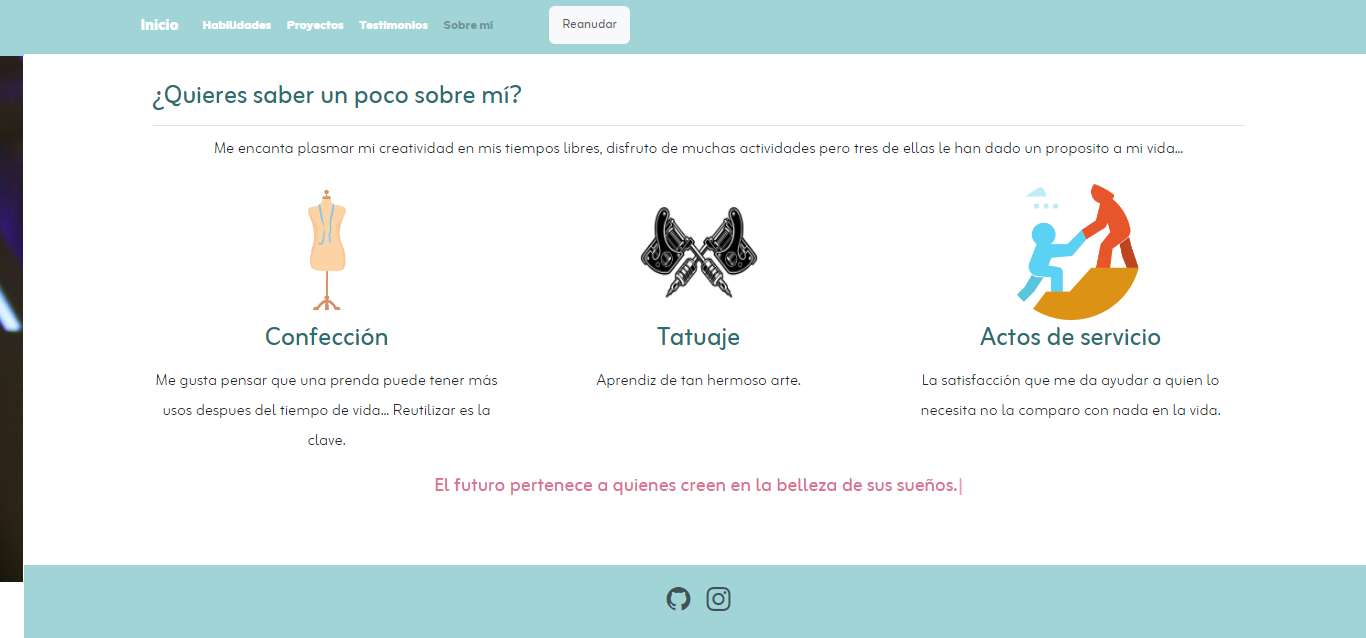 Inicio Habilidades Proyectos Testimonios Sobre mi Reanudar
¿Quieres saber un poco sobre mí?
Me encanta plasmar mi creatividad en mis tiempos libres, disfruto de muchas actividades pero tres de ellas le han dado un proposito a mi vida...
Confección
Me gusta pensar que una prenda puede tener más
usos despues del tiempo de vida... Reutilizar es la
clave.
Tatuaje
Aprendiz de tan hermoso arte.
Actos de servicio
La satisfacción que me da ayudar a quien lo
necesita no la comparo con nada en la vida.
El futuro pertenece a quienes creen en la belleza de sus sueños.|